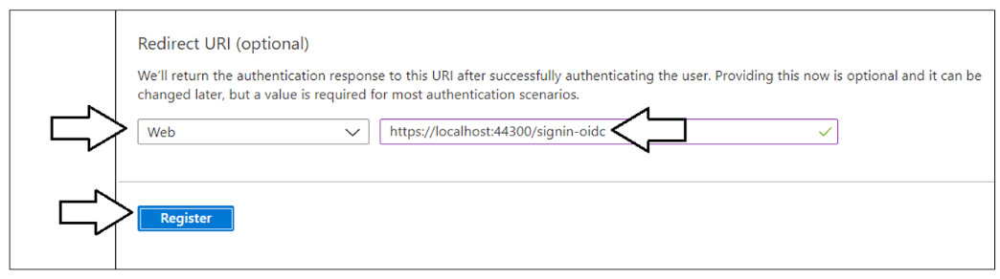 Redirect URI (optional)
We'll return the authentication response to this URI after successfully authenticating the user. Providing this now is optional and it can be
changed later, but a value is required for most authentication scenarios.
Web https://localhost:44300/signin-oidc
Register